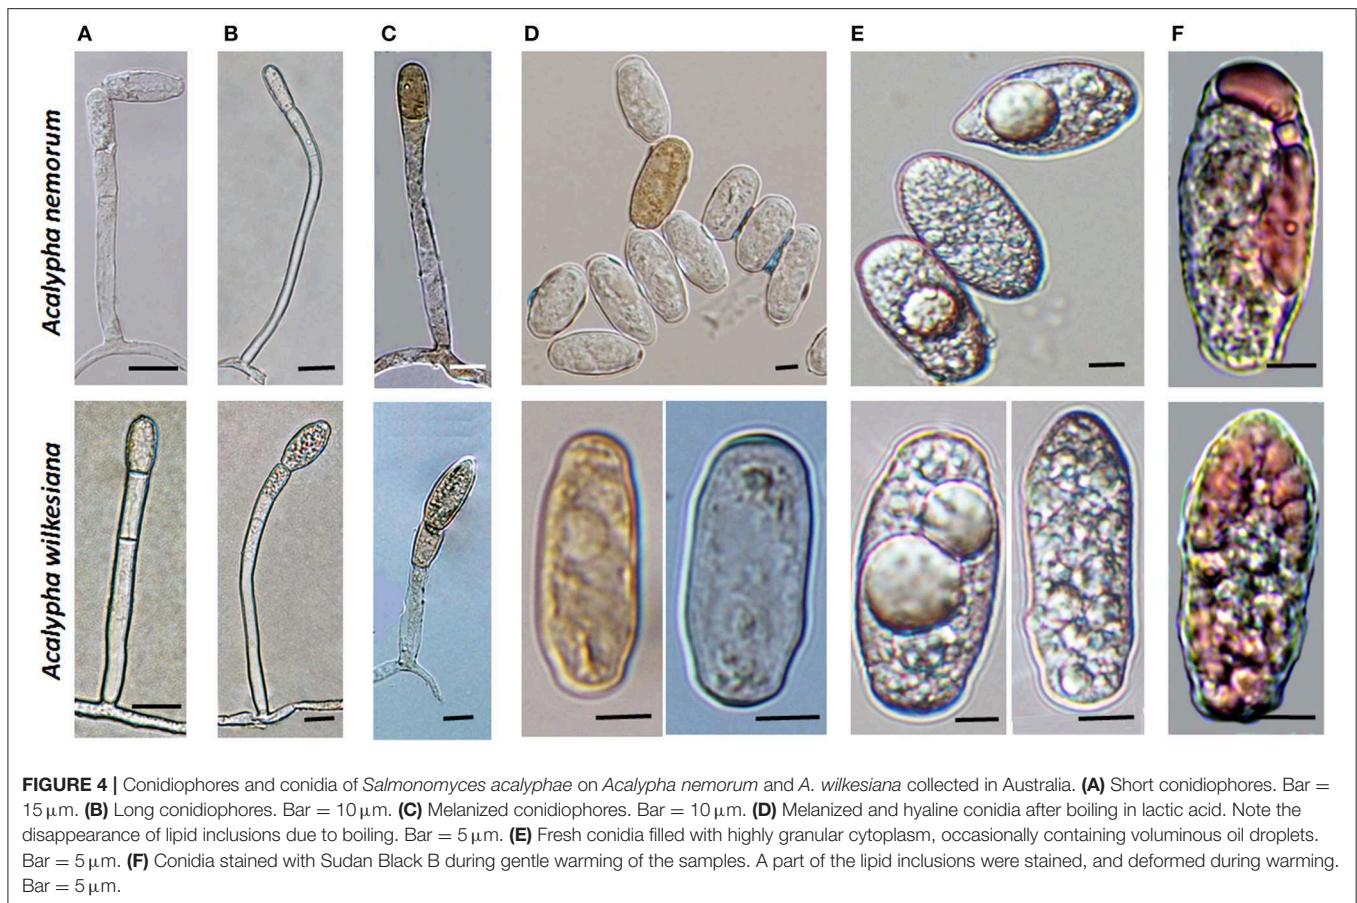 A B C D E F
Acalypha nemorum
Acalypha wilkesiana
FIGURE 4 | Conidiophores and conidia of Salmonomyces acalyphae on Acalypha nemorum and A. wilkesiana collected in Australia. (A) Short conidiophores. Bar =
15 μm. (B) Long conidiophores. Bar = 10 μm. (C) Melanized conidiophores. Bar = 10 μm. (D) Melanized and hyaline conidia after boiling in lactic acid. Note the
disappearance of lipid inclusions due to boiling. Bar = 5 μm. (E) Fresh conidia filled with highly granular cytoplasm, occasionally containing voluminous oil droplets.
Bar = 5 μm. (F) Conidia stained with Sudan Black B during gentle warming of the samples. A part of the lipid inclusions were stained, and deformed during warming.
Bar = 5 μm.